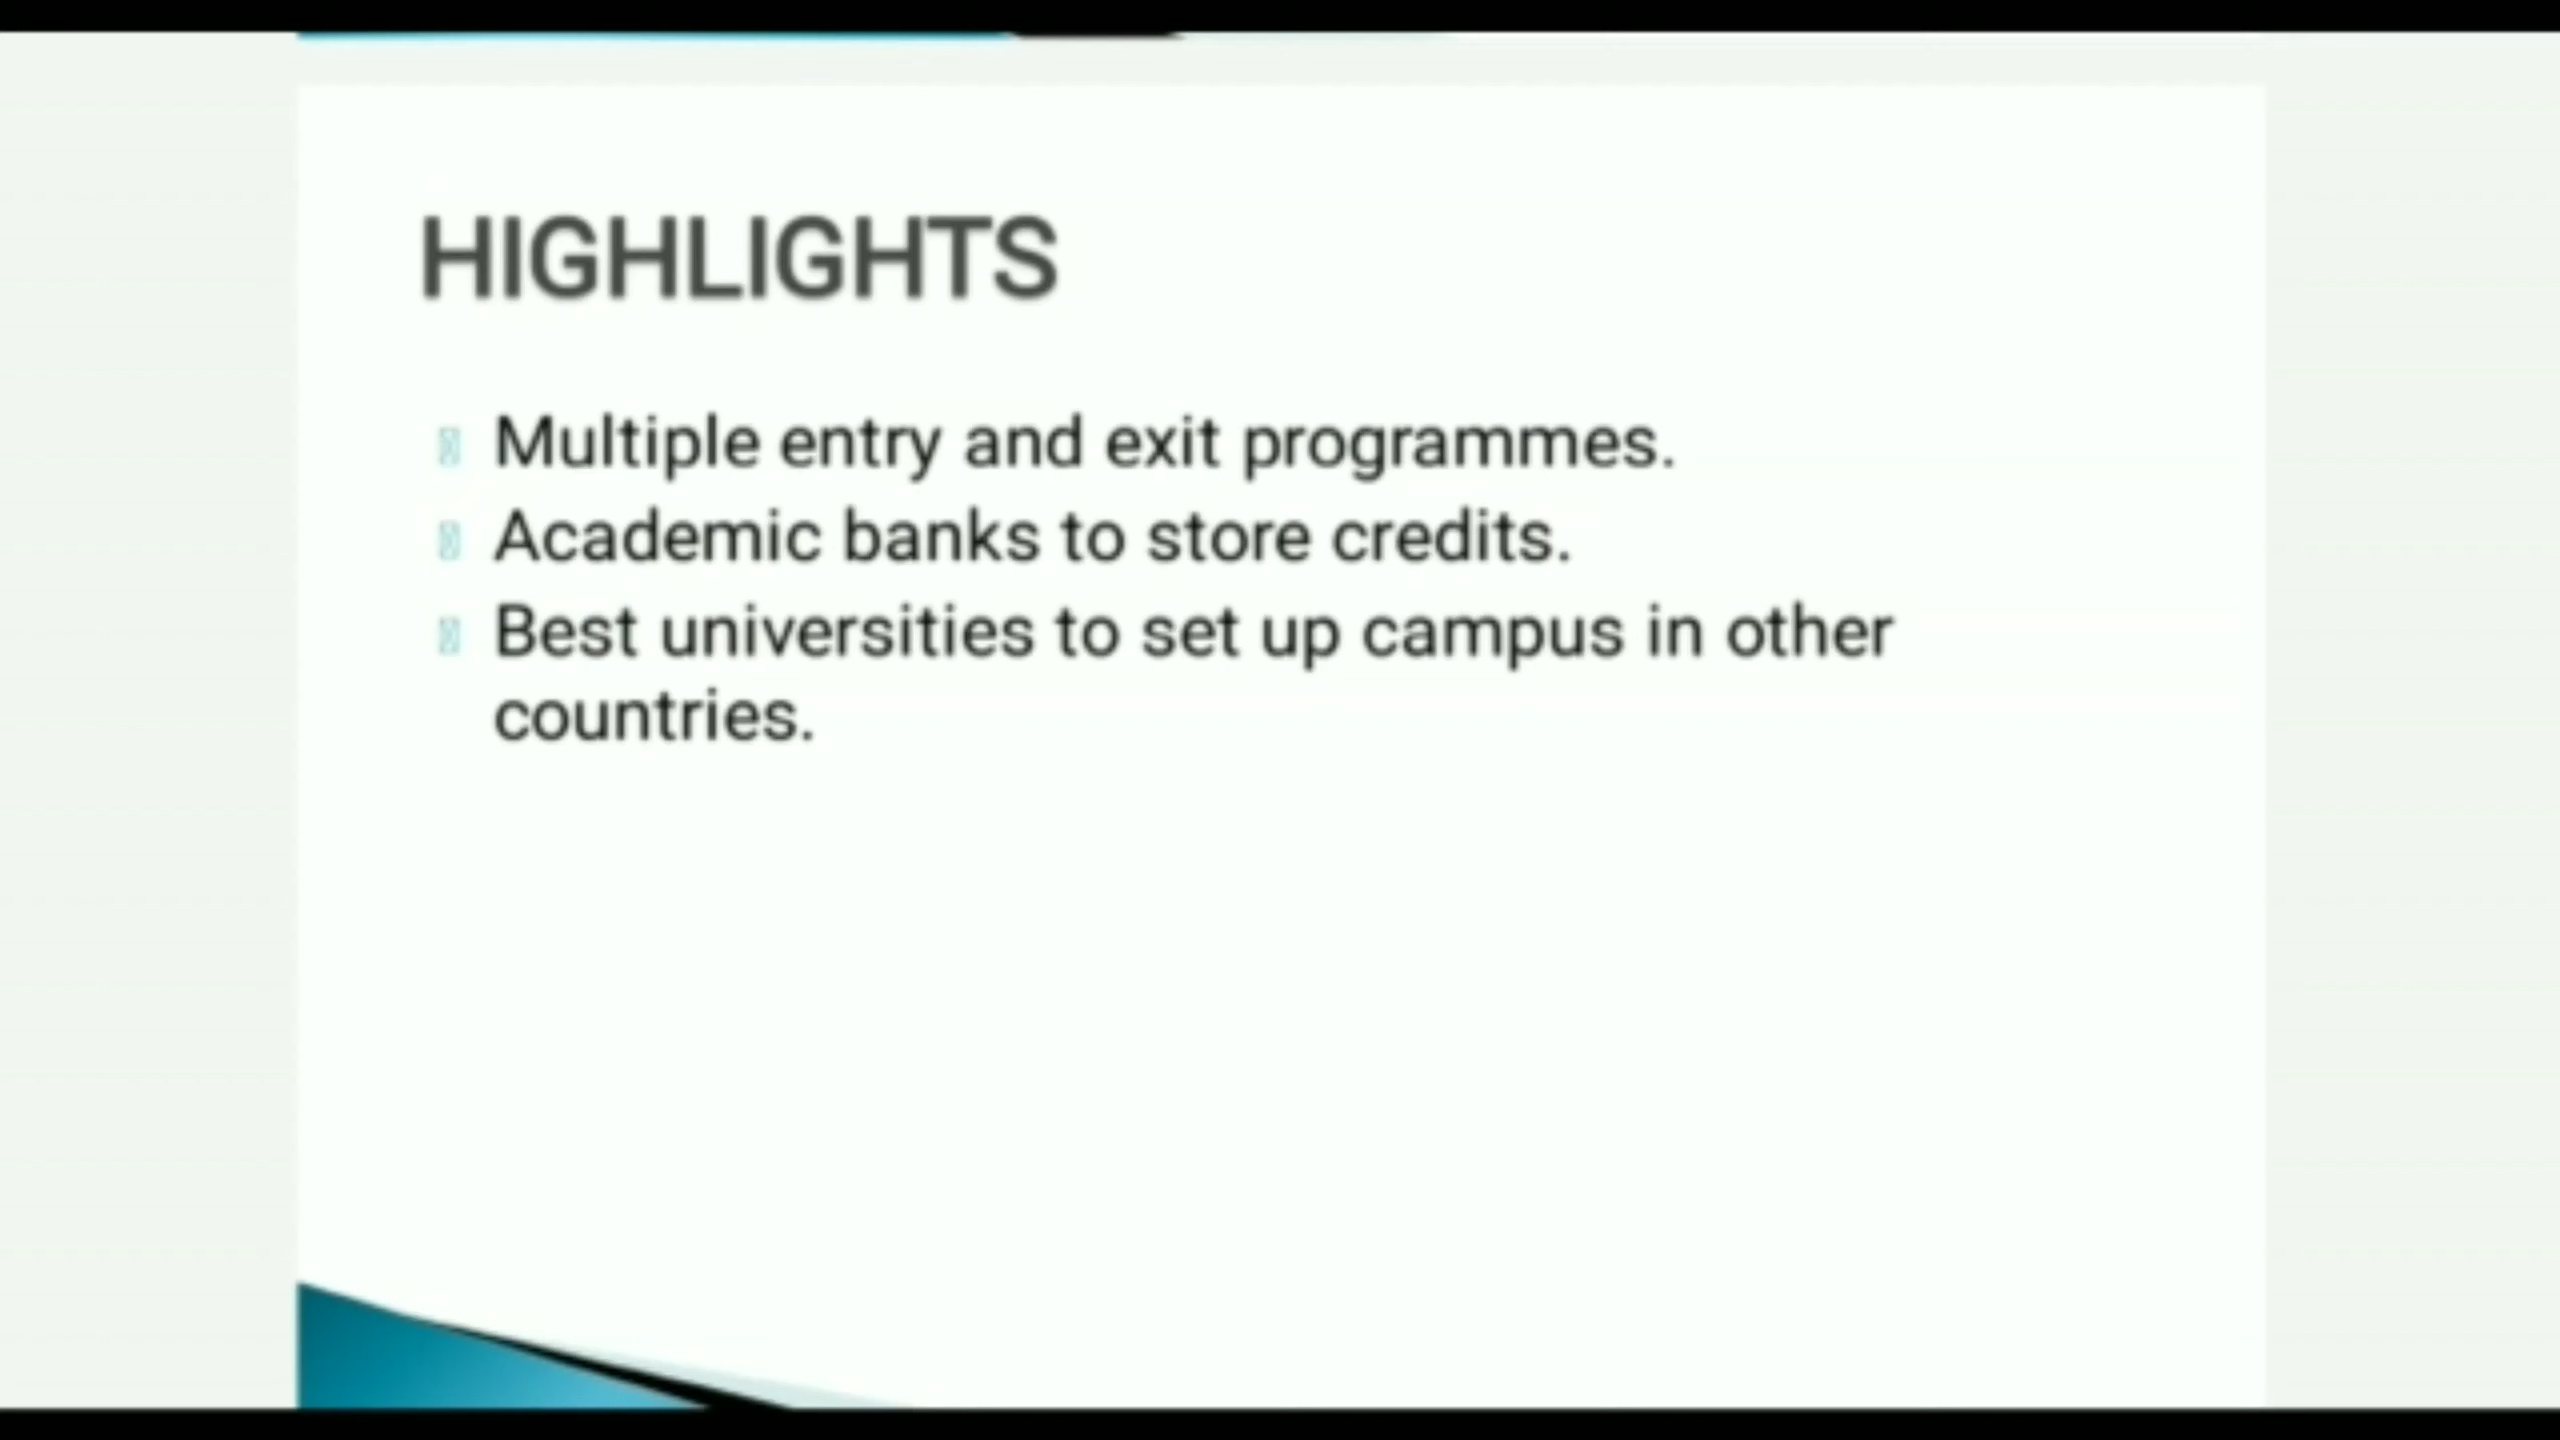 HIGHLIGHTS
Multiple entry and exit programmes.
Academic banks to store credits.
Best universities to set up campus in other
countries.